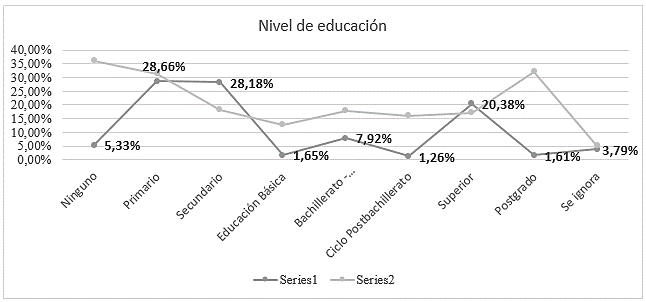 Nivel de educación
40,00%
35,00%
30,00%
25,00%
20,00%
15,00%
10,00%
5,00%
0,00%
5,33%
28,66%
28,18%
1,65%
7,92%
1,26%
20,38%
1,61%
3,79%
Ninguno
Primario
Secundario
Educación Básica
Bachillerato -...
Ciclo Postbachillerato
Superior
Postgrado
Se ignora
Series1
Series2